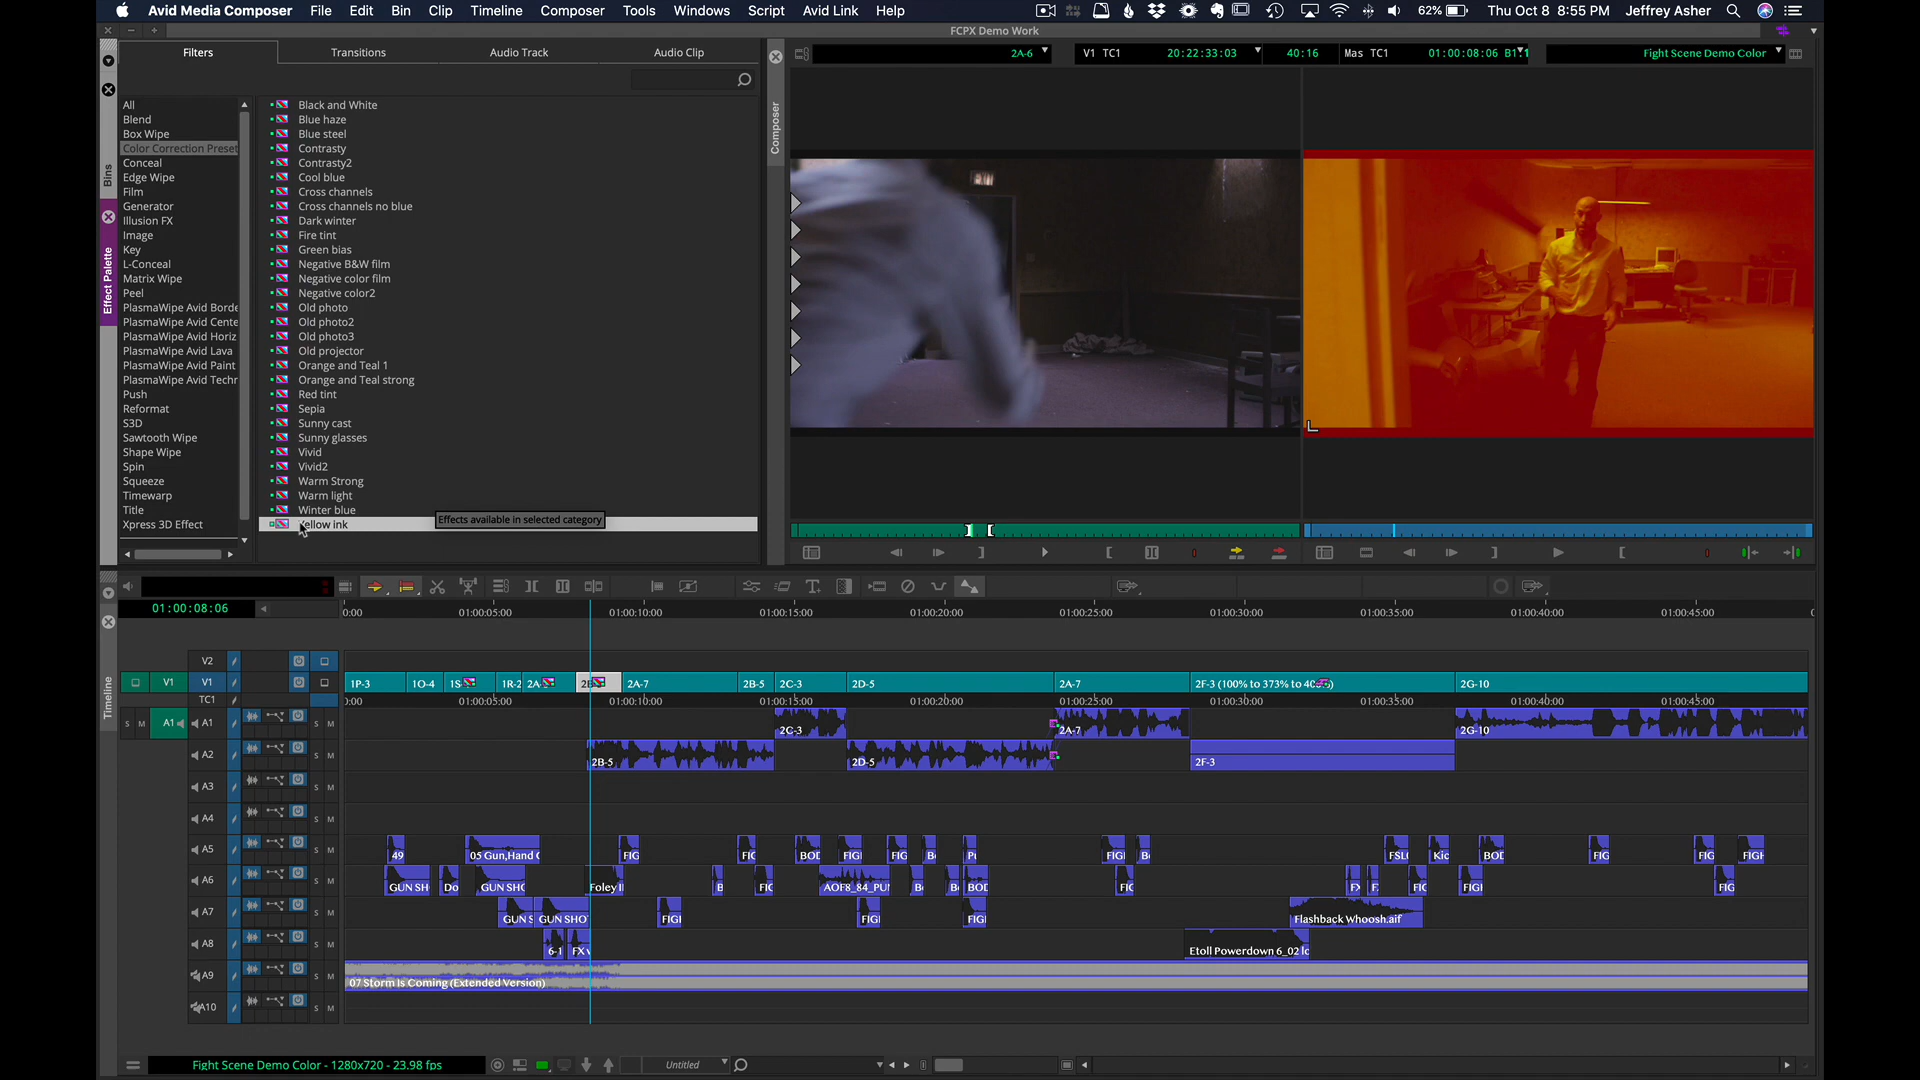 Avid Media Composer File Edit Bin Clip Timeline Composer Tools Windows Script Avid Link Help 62% Thu Oct 8 8:55 PM Jeffrey Asher
FCPX Demo Work
Filters Transitions Audio Track Audio Clip
2A-6 V1 TC1 20:22:33:03 40:16 Mas TC1 01:00:08:06 Fight Scene Demo Color
Bins
Effect Palette
Composer
All
Blend
Box Wipe
Color Correction Preset
Conceal
Edge Wipe
Film
Generator
Illusion FX
Image
Key
L-Conceal
Matrix Wipe
Peel
PlasmaWipe Avid Borde
PlasmaWipe Avid Cente
PlasmaWipe Avid Horiz
PlasmaWipe Avid Lava
PlasmaWipe Avid Paint
PlasmaWipe Avid Techn
Push
Reformat
S3D
Sawtooth Wipe
Shape Wipe
Spin
Squeeze
Timewarp
Title
Xpress 3D Effect
Black and White
Blue haze
Blue steel
Contrasty
Contrasty2
Cool blue
Cross channels
Cross channels no blue
Dark winter
Fire tint
Green bias
Negative B&W film
Negative color film
Negative color2
Old photo
Old photo2
Old photo3
Old projector
Orange and Teal 1
Orange and Teal strong
Red tint
Sepia
Sunny cast
Sunny glasses
Vivid
Vivid2
Warm Strong
Warm light
Winter blue
Yellow ink
Effects available in selected category
01:00:08:06
0:00 01:00:05:00 01:00:10:00 01:00:15:00 01:00:20:00 01:00:25:00 01:00:30:00 01:00:35:00 01:00:40:00 01:00:45:00
Timeline
V2
V1 V1 1P-3 1O-4 1S 1R-2 2A 2B 2A-7 2B-5 2C-3 2D-5 2A-7 2F-3 (100% to 373% to 2G-10
TC1 0:00 01:00:05:00 01:00:10:00 01:00:15:00 01:00:20:00 01:00:25:00 01:00:30:00 01:00:35:00 01:00:40:00 01:00:45:00
S M A1 A1 S M 2C-3 2A-7 2G-10
A2 S M 2B-5 2D-5 2F-3
A3 S M
A4 S M
A5 S M 49 05 Gun,Hand FIG FIG BOD FIGI FIG Be Pu FIGI Be FSL Kic BOD FIG FIG FIGH
A6 S M GUN SH Do GUN SHO Foley B FIC AOF8_84_PUI Be Be BOD FIC FX F FIC FIGI FIG
A7 S M GUN S GUN SHO FIGI FIGI FIGI Flashback Whoosh.aif
A8 S M 6-1 FX Etoll Powerdown 6_02 lo
A9 S M 07 Storm Is Coming (Extended Version)
A10 S M
Fight Scene Demo Color - 1280x720 - 23.98 fps Untitled